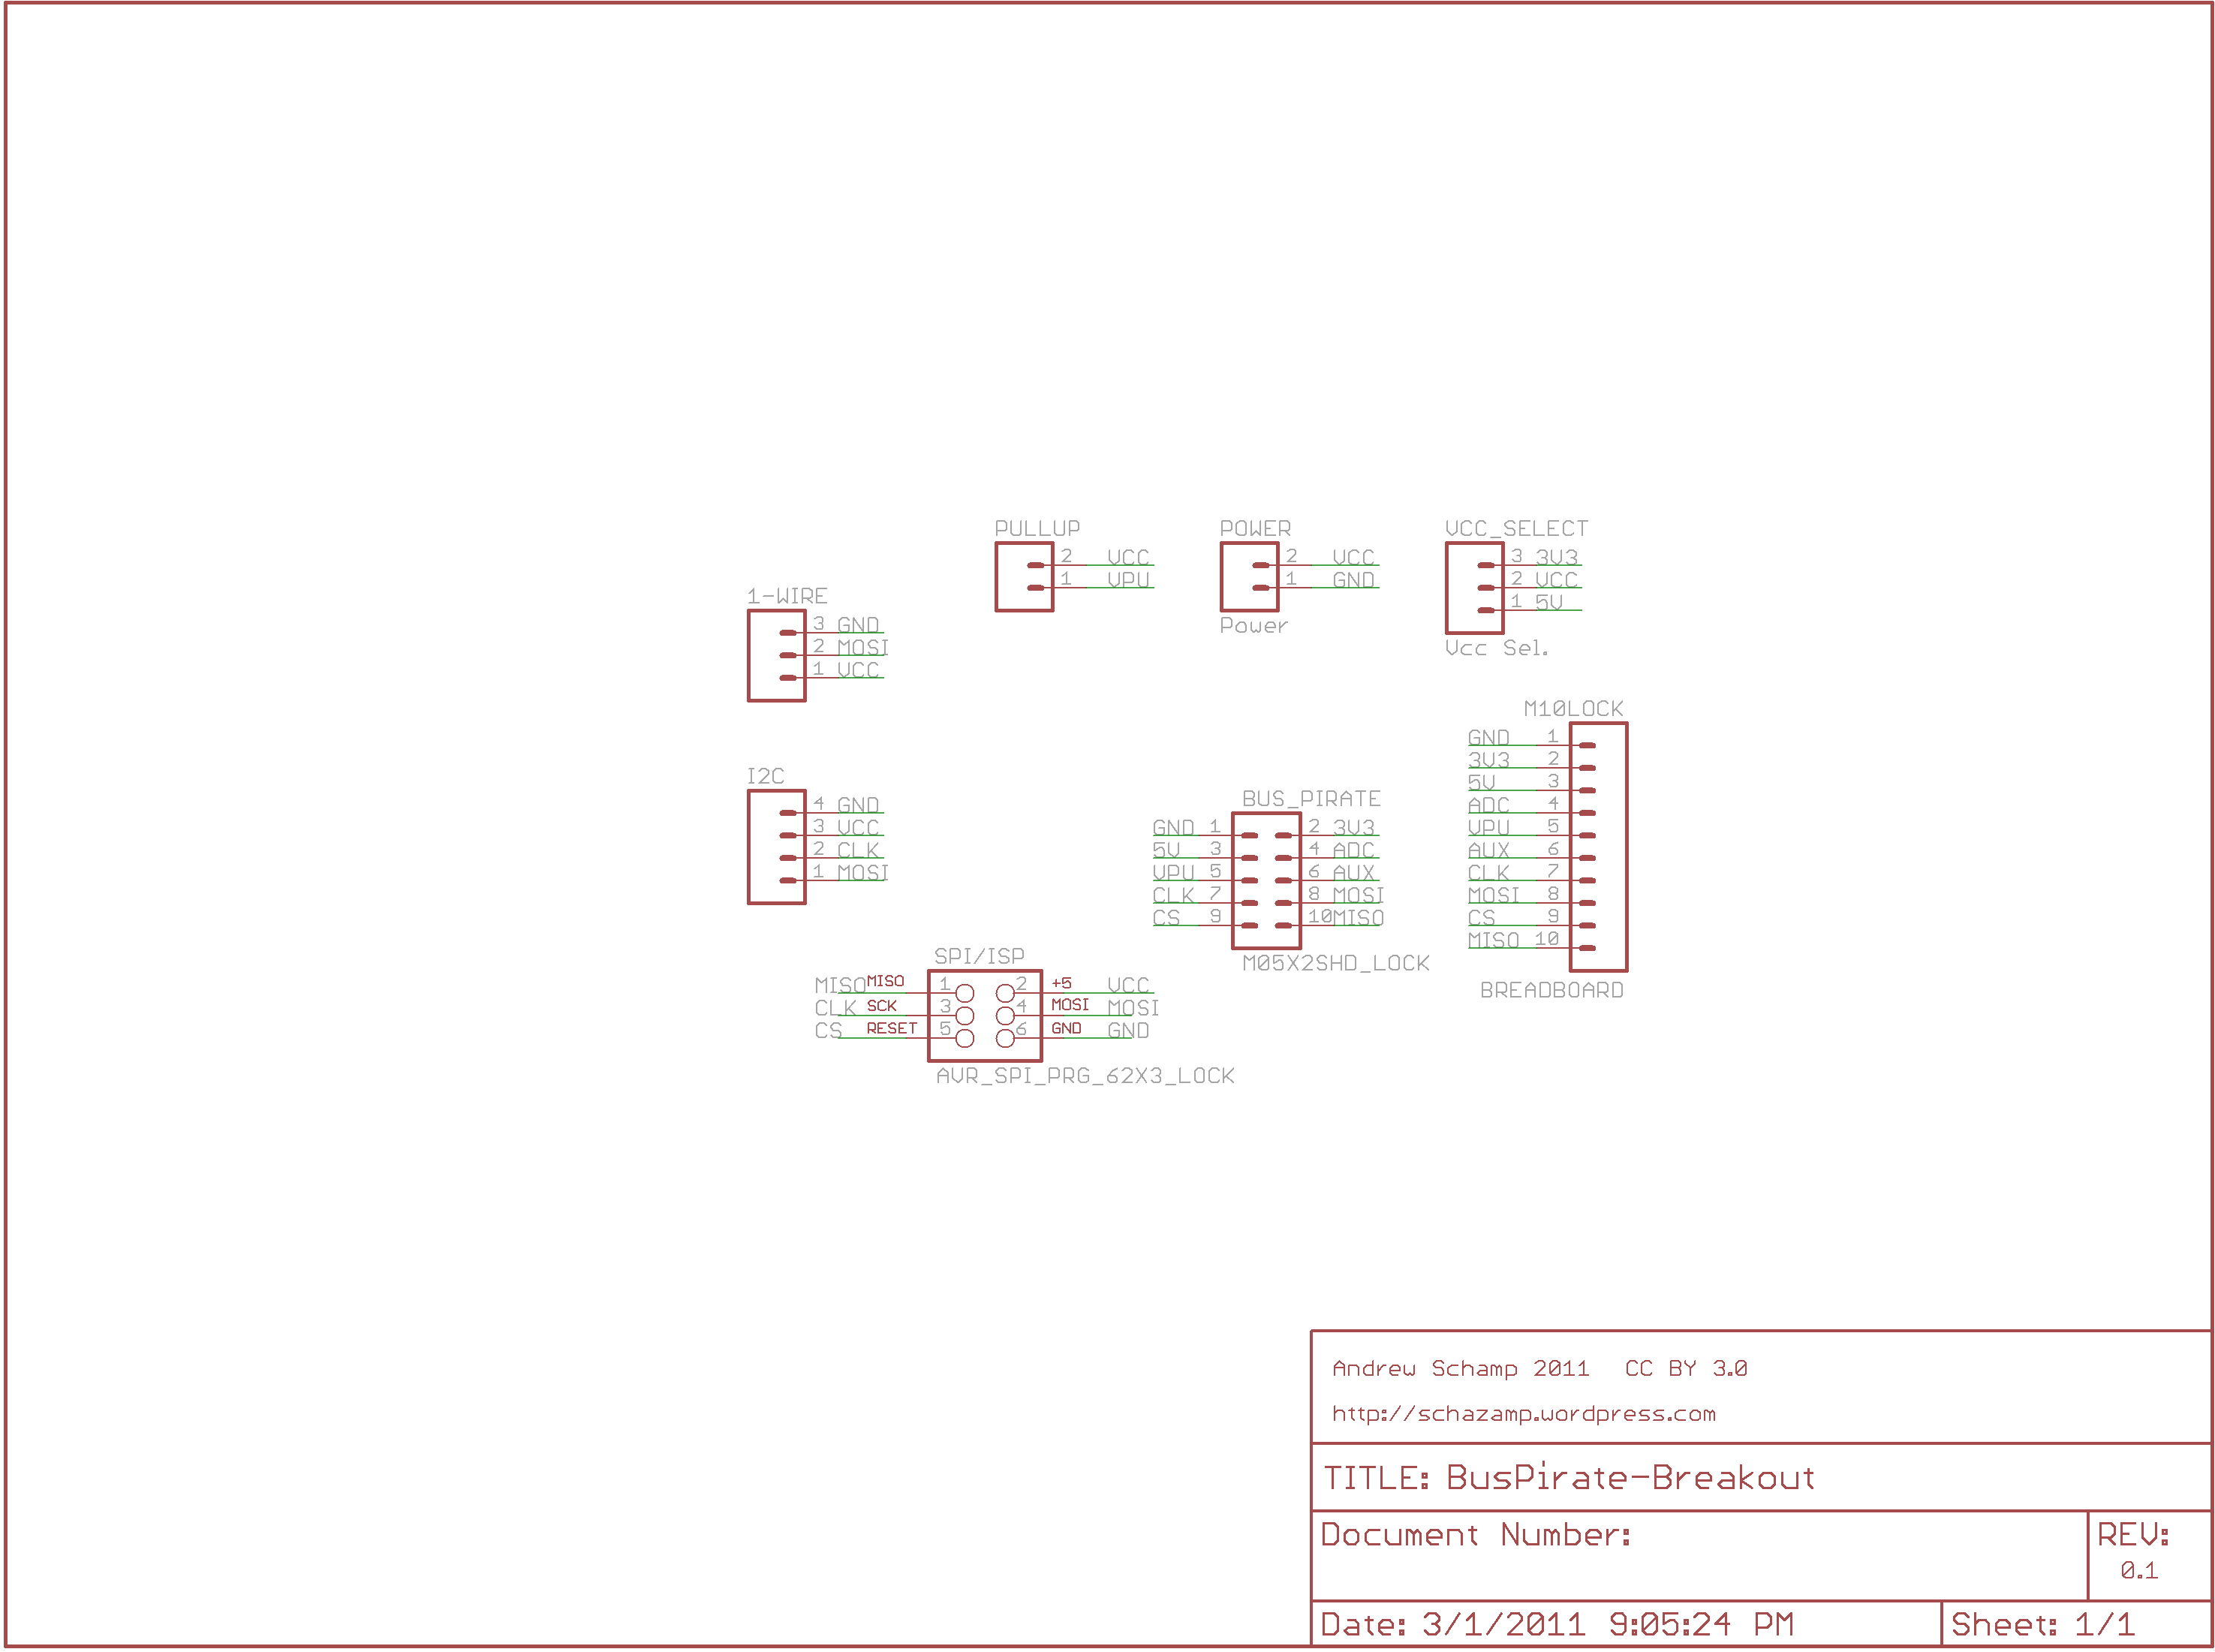 PULLUP
2 VCC
1 VPU
POWER
2 VCC
1 GND
Power
VCC_SELECT
3 3V3
2 VCC
1 5V
Vcc Sel.
1-WIRE
3 GND
2 MOSI
1 VCC
I2C
4 GND
3 VCC
2 CLK
1 MOSI
BUS_PIRATE
GND 1 2 3V3
5V 3 4 ADC
VPU 5 6 AUX
CLK 7 8 MOSI
CS 9 10 MISO
M05X2SHD_LOCK
M10LOCK
GND 1
3V3 2
5V 3
ADC 4
VPU 5
AUX 6
CLK 7
MOSI 8
CS 9
MISO 10
BREADBOARD
SPI/ISP
MISO MISO 1 2 +5 VCC
CLK SCK 3 4 MOSI MOSI
CS RESET 5 6 GND GND
AVR_SPI_PRG_62X3_LOCK
Andrew Schamp 2011 CC By 3.0
http://schazamp.wordpress.com
TITLE: BusPirate-Breakout
Document Number:
REV:
0.1
Date: 3/1/2011 9:05:24 PM
Sheet: 1/1